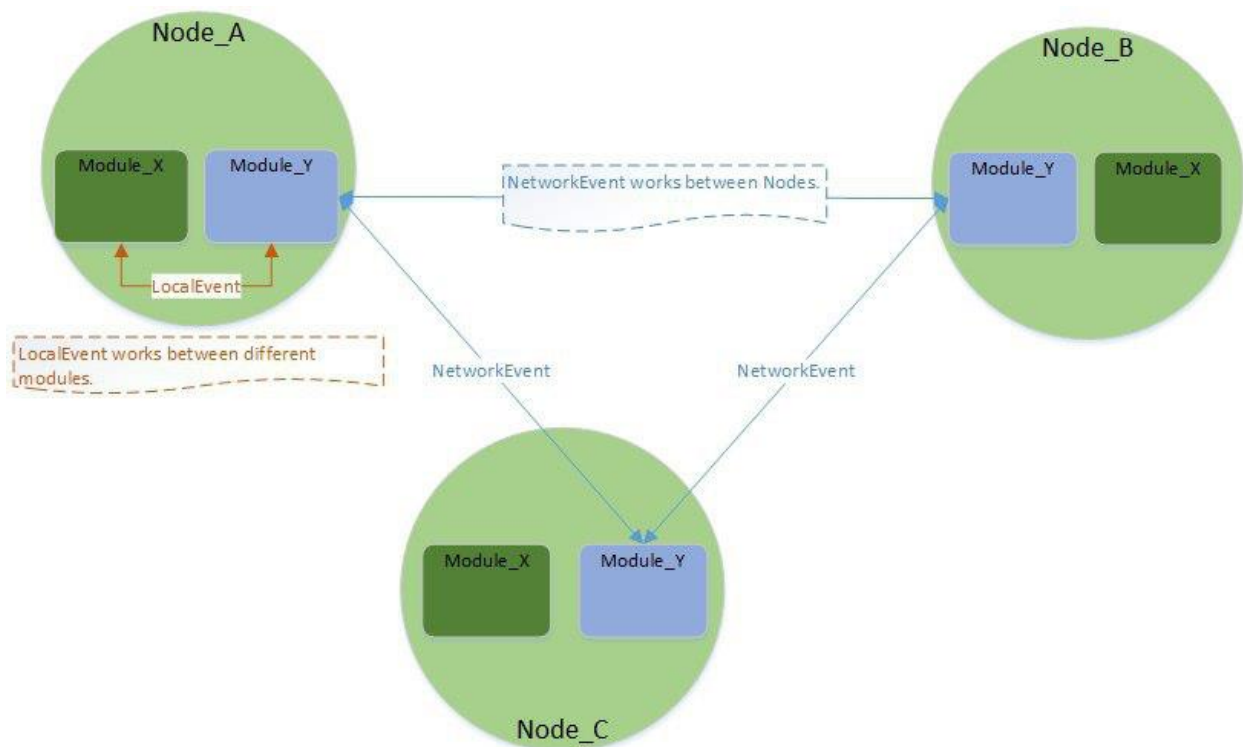 Node_A
Node_B
Module_X
Module_Y
NetworkEvent works between Nodes.
Module_Y
Module_X
LocalEvent
LocalEvent works between different
modules.
NetworkEvent
NetworkEvent
Module_X
Module_Y
Node_C